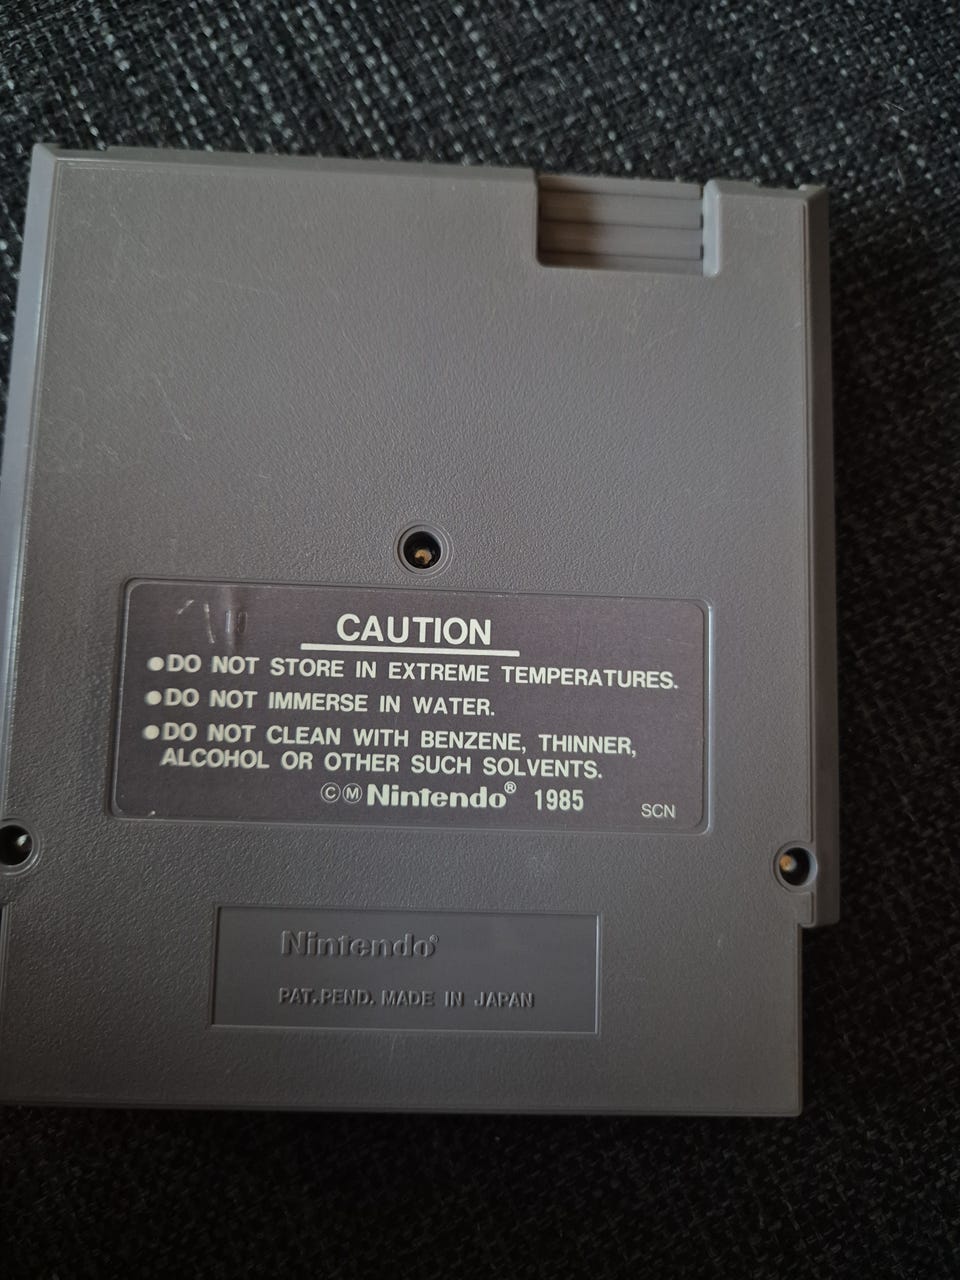 CAUTION
●DO NOT STORE IN EXTREME TEMPERATURES.
●DO NOT IMMERSE IN WATER.
●DO NOT CLEAN WITH BENZENE, THINNER,
ALCOHOL OR OTHER SUCH SOLVENTS.
ⒸⓂNintendo® 1985 SCN
Nintendo®
PAT. PEND. MADE IN JAPAN